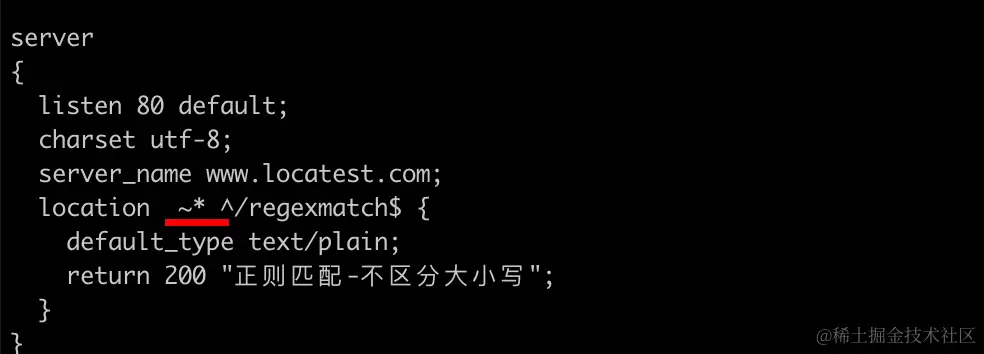 server
{
  listen 80 default;
  charset utf-8;
  server_name www.locatest.com;
  location  ~* ^/regexmatch$ {
    default_type text/plain;
    return 200 "正则匹配-不区分大小写";
  }
}
@稀土掘金技术社区